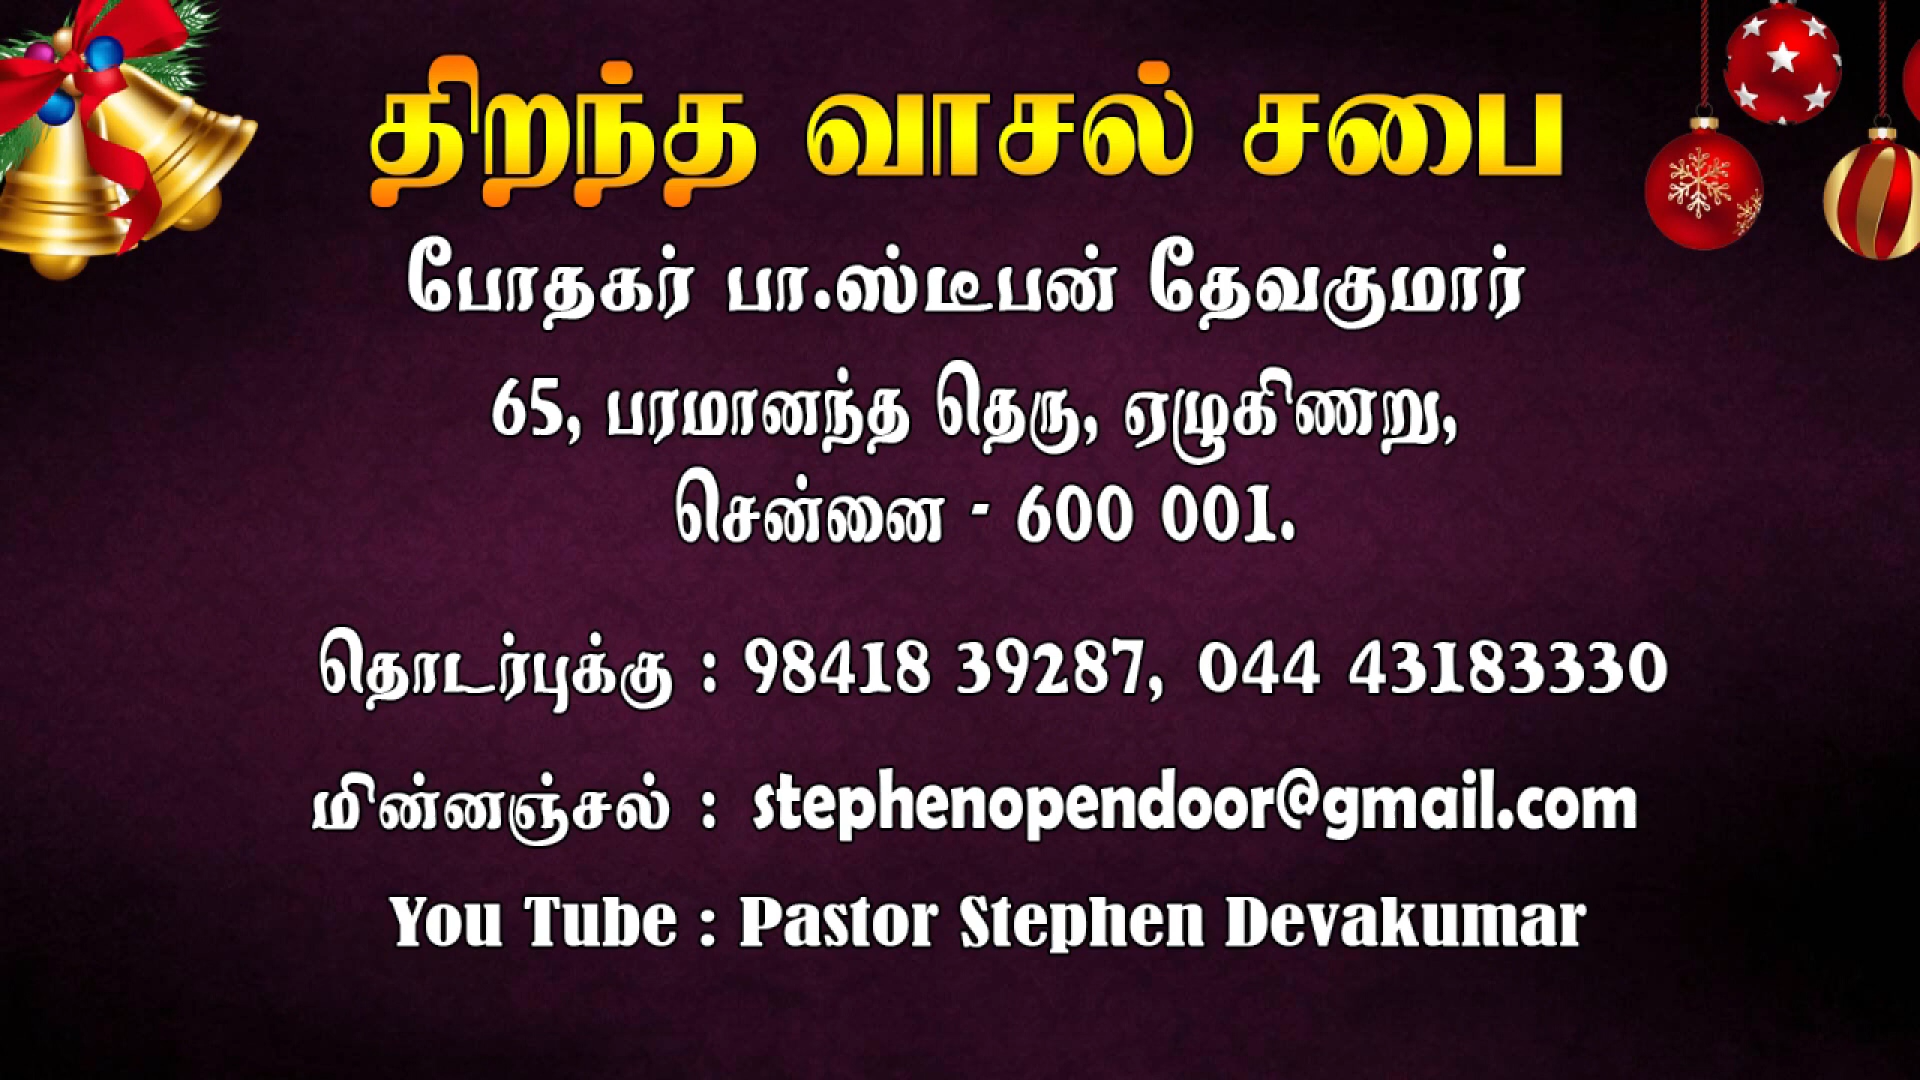 திறந்த வாசல் சபை
போதகர் பா.ஸ்டீபன் தேவகுமார்
65, பரமானந்த தெரு, ஏழுகிணறு,
சென்னை - 600 001.
தொடர்புக்கு : 98418 39287, 044 43183330
மின்னஞ்சல் : stephenopendoor@gmail.com
You Tube : Pastor Stephen Devakumar